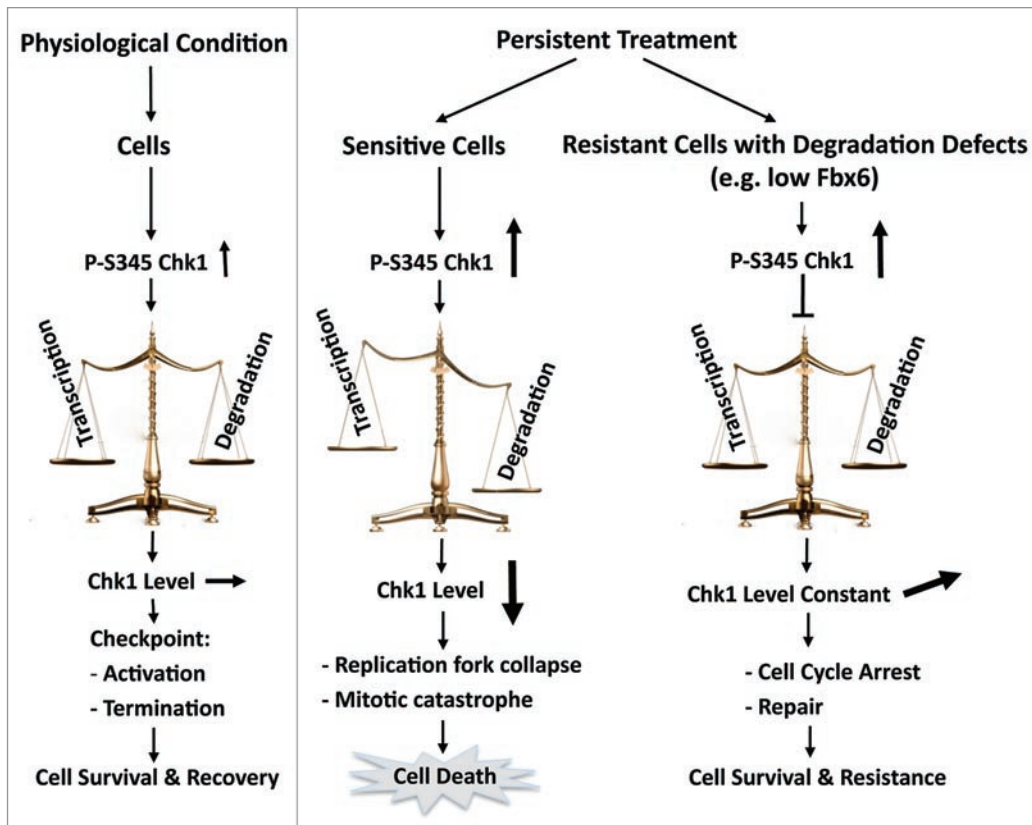 Physiological Condition
Cells
P-S345 Chk1
Transcription
Degradation
Chk1 Level
Checkpoint:
- Activation
- Termination
Cell Survival & Recovery
Persistent Treatment
Sensitive Cells
P-S345 Chk1
Transcription
Degradation
Chk1 Level
- Replication fork collapse
- Mitotic catastrophe
Cell Death
Resistant Cells with Degradation Defects
(e.g. low Fbx6)
P-S345 Chk1
Transcription
Degradation
Chk1 Level Constant
- Cell Cycle Arrest
- Repair
Cell Survival & Resistance